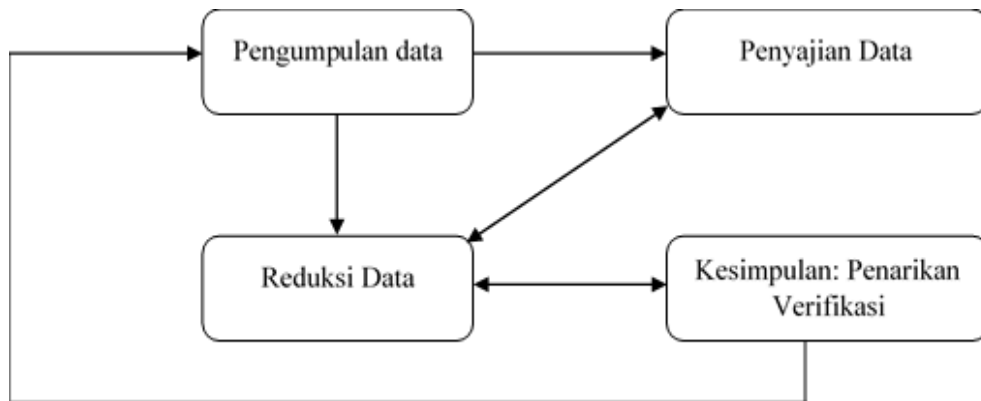 Pengumpulan data
Penyajian Data
Reduksi Data
Kesimpulan: Penarikan
Verifikasi